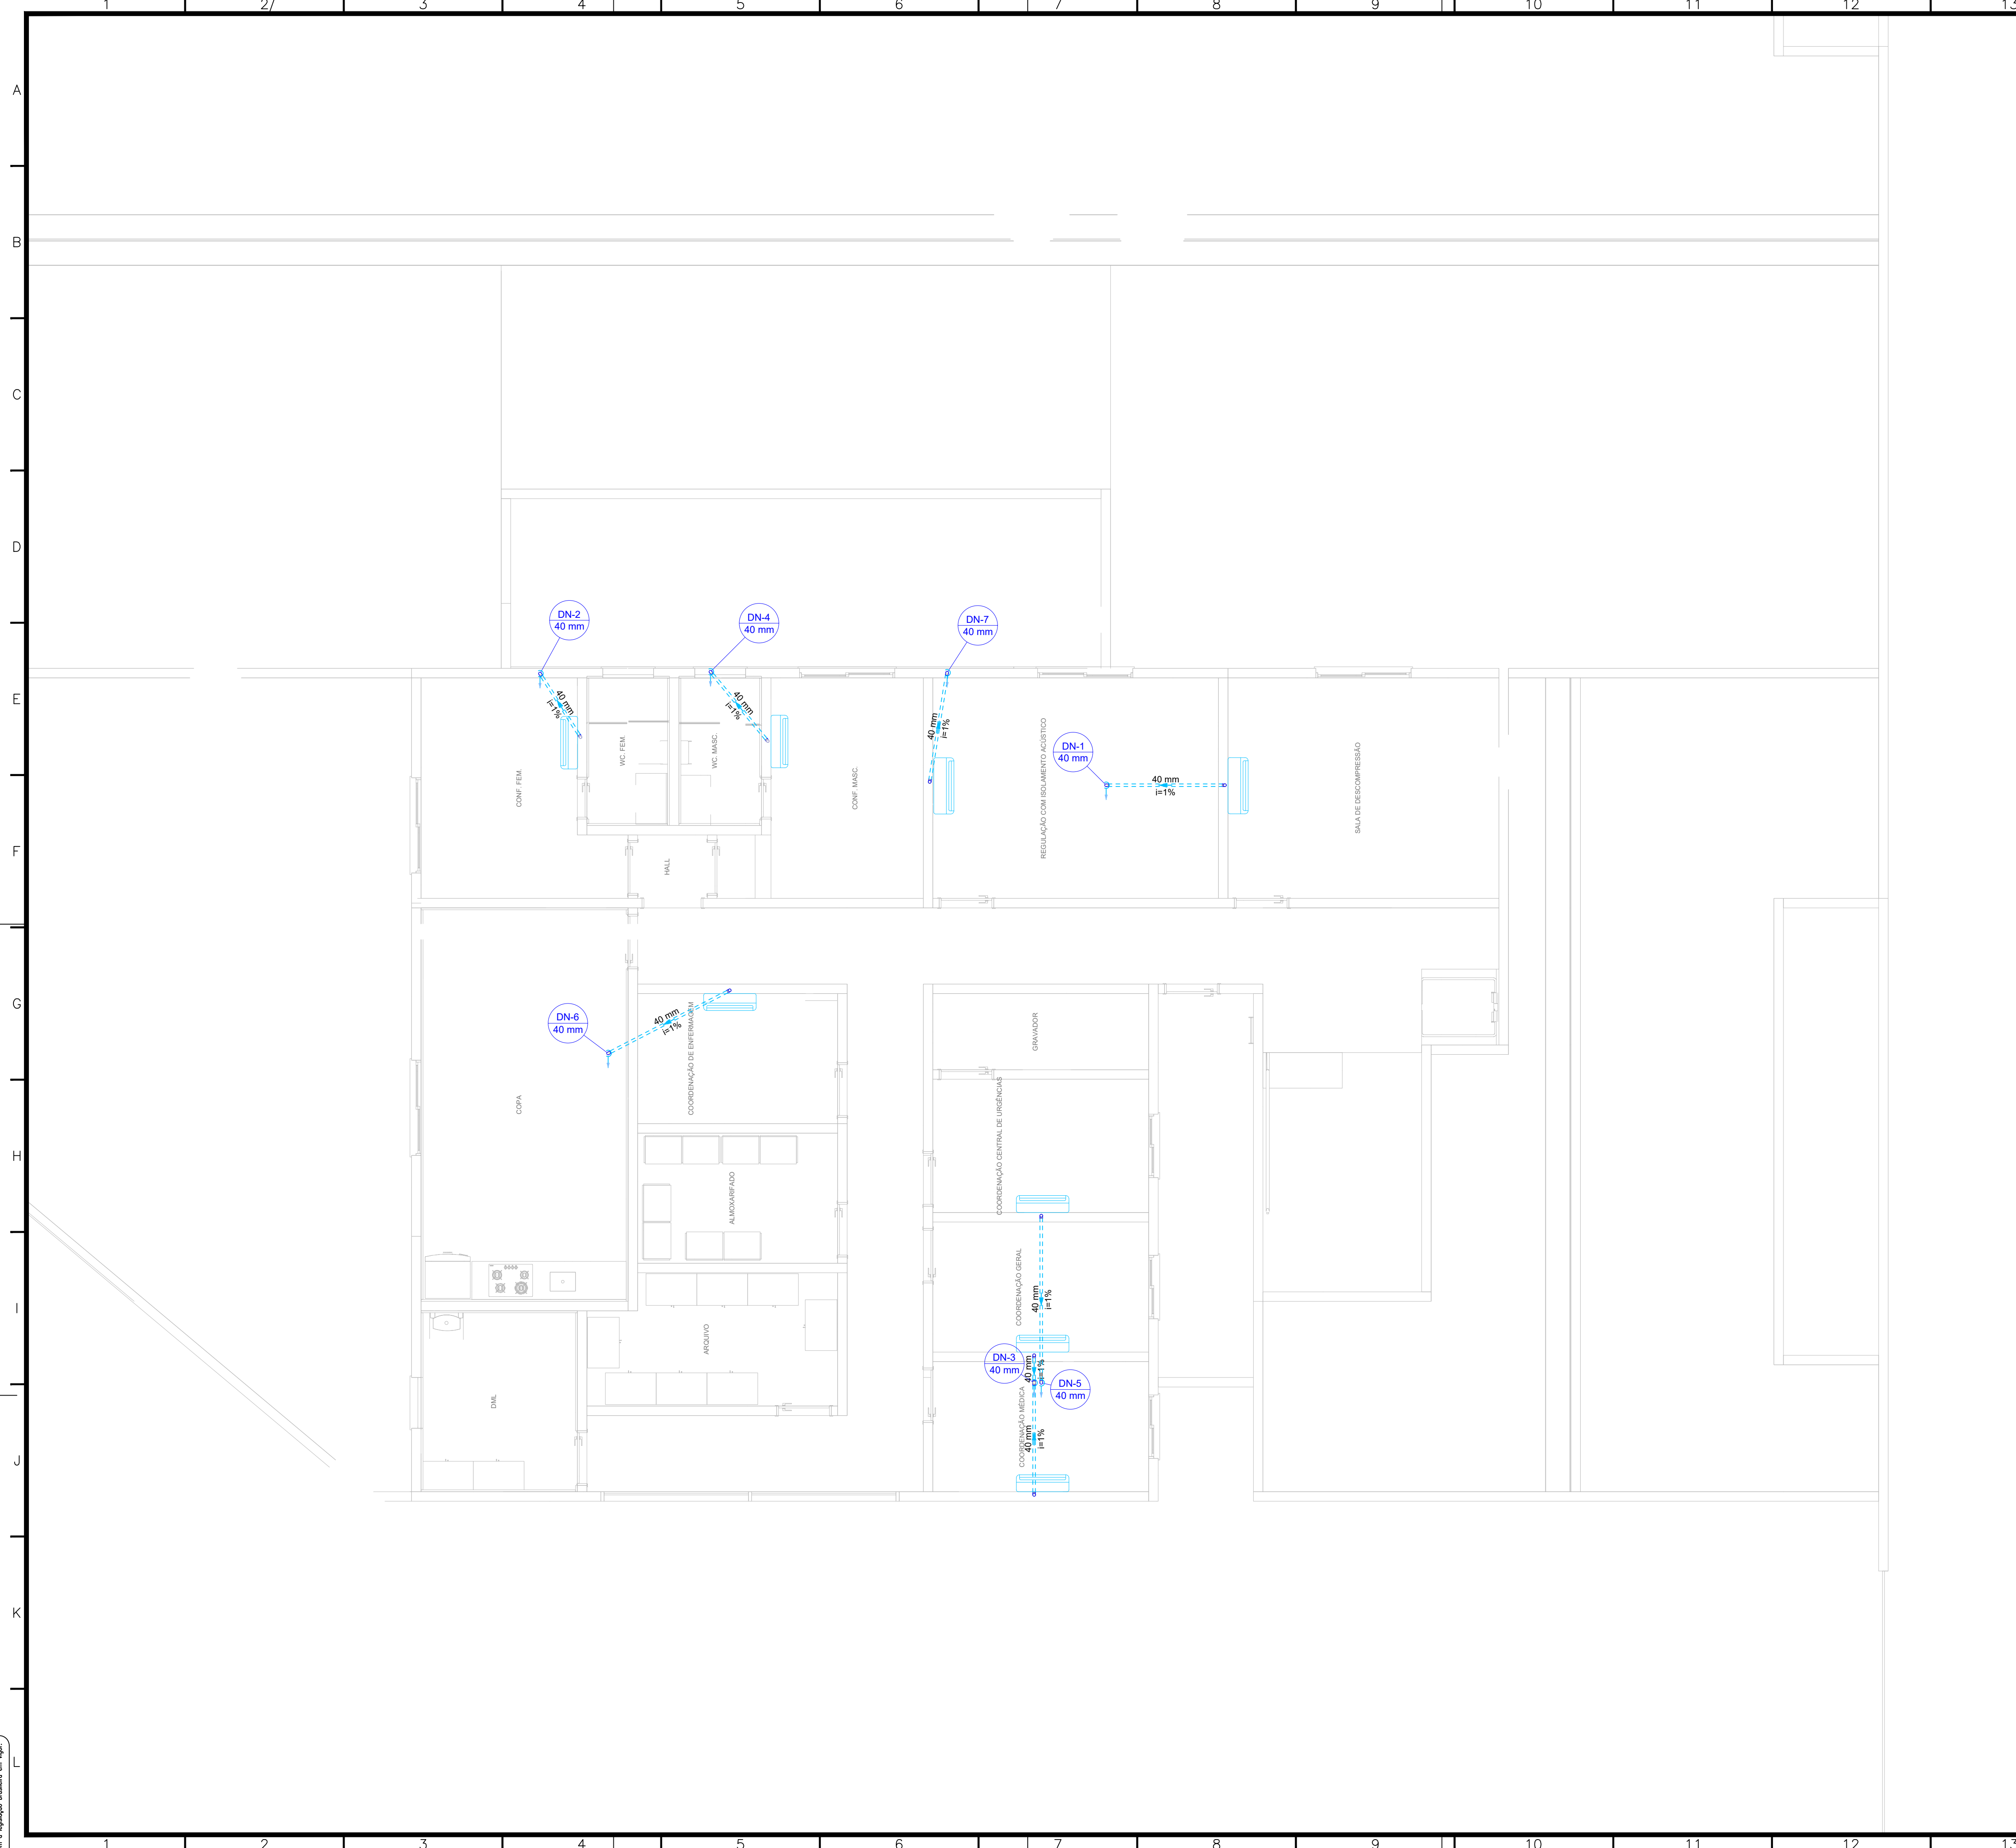 1
2/
3
4
5
6
7
8
9
10
11
12
13
A
B
C
D
E
F
G
H
I
J
K
L
DN-2
40 mm
DN-4
40 mm
DN-7
40 mm
DN-1
40 mm
40 mm
i=1%
40 mm
i=1%
40 mm
i=1%
40 mm
i=1%
CONF. FEM.
WC. FEM.
WC. MASC.
CONF. MASC.
REGULAÇÃO COM ISOLAMENTO ACÚSTICO
SALA DE DESCOMPRESSÃO
HALL
DN-6
40 mm
40 mm
i=1%
COPA
COORDENAÇÃO DE ENFERMAGEM
GRAVADOR
COORDENAÇÃO CENTRAL DE URGÊNCIAS
ALMOXARIFADO
COORDENAÇÃO GERAL
40 mm
i=1%
ARQUIVO
DN-3
40 mm
40 mm
i=1%
DN-5
40 mm
DML
COORDENAÇÃO MÉDICA
40 mm
i=1%
1
2
3
4
5
6
7
8
9
10
11
12
13